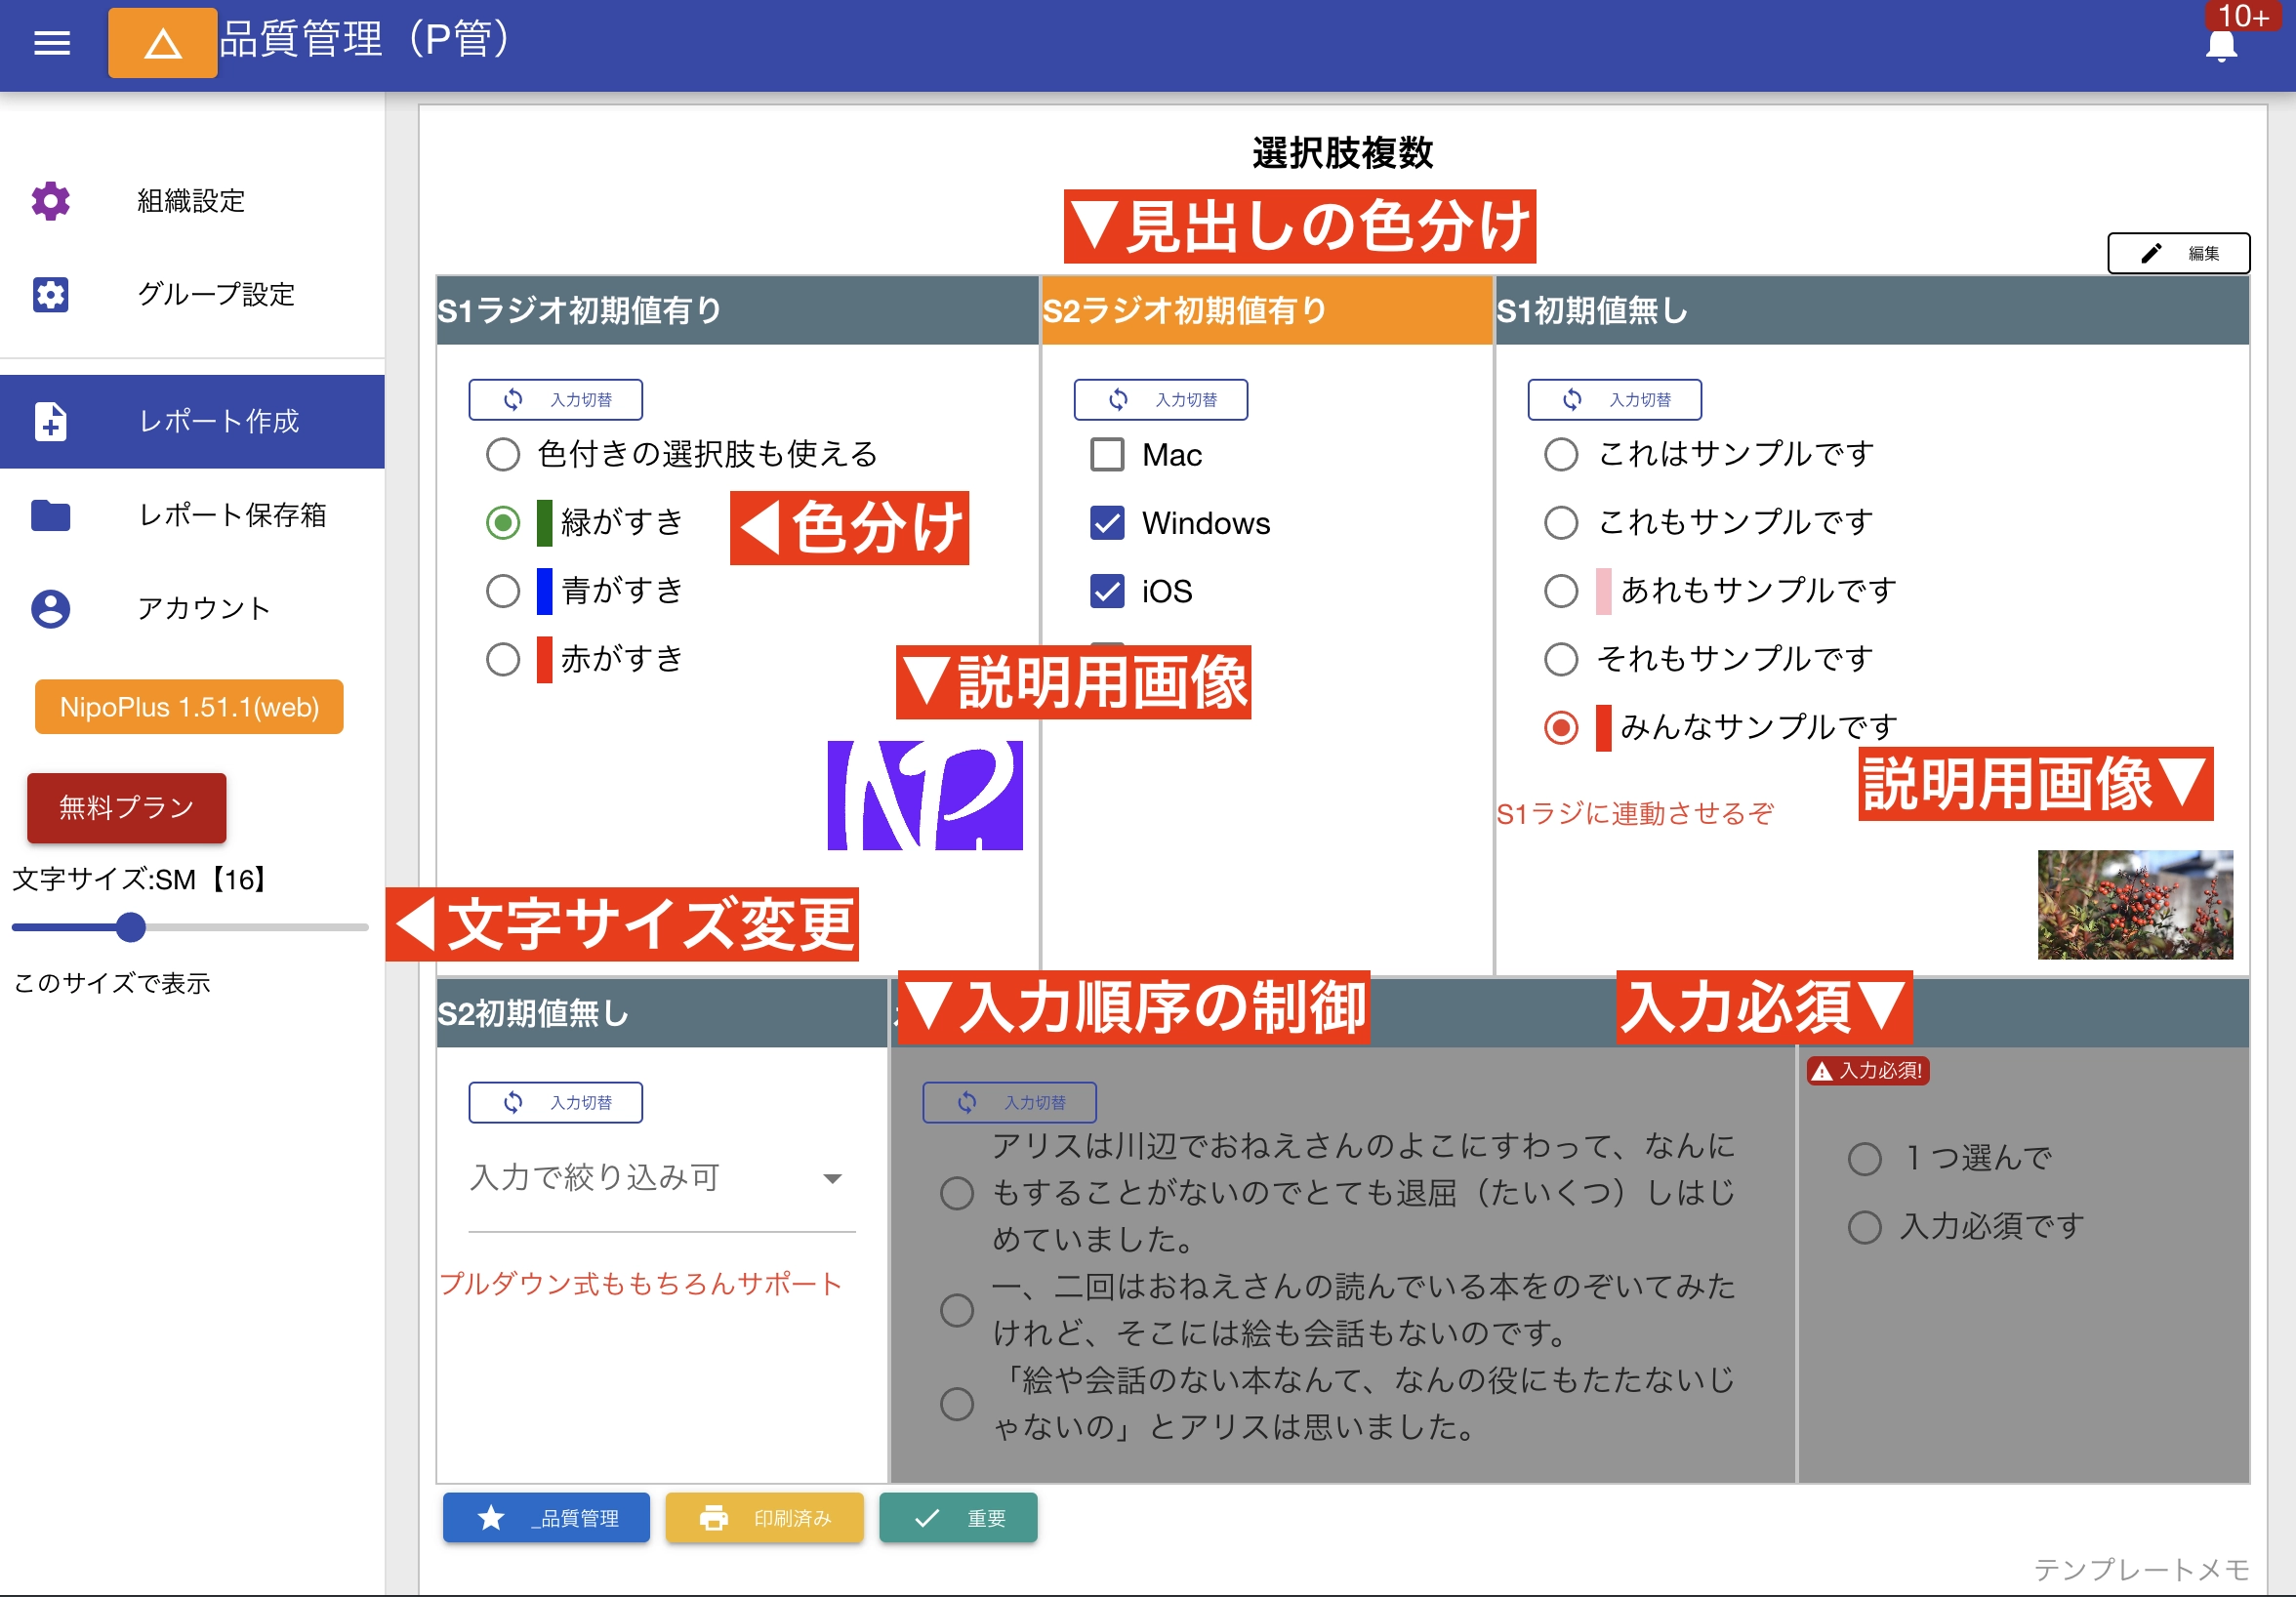 品質管理（P管）
10+
組織設定
グループ設定
レポート作成
レポート保存箱
アカウント
NipoPlus 1.51.1(web)
無料プラン
文字サイズ:SM【16】
このサイズで表示
選択肢複数
▼見出しの色分け
編集
S1ラジオ初期値有り
入力切替
色付きの選択肢も使える
緑がすき
◀色分け
青がすき
赤がすき
▼説明用画像
NP
◀文字サイズ変更
S2ラジオ初期値有り
入力切替
Mac
Windows
iOS
S1初期値無し
入力切替
これはサンプルです
これもサンプルです
あれもサンプルです
それもサンプルです
みんなサンプルです
説明用画像▼
S1ラジに連動させるぞ
S2初期値無し
入力切替
入力で絞り込み可
プルダウン式ももちろんサポート
▼入力順序の制御
入力切替
アリスは川辺でおねえさんのよこにすわって、なんに
もすることがないのでとても退屈（たいくつ）しはじ
めていました。
一、二回はおねえさんの読んでいる本をのぞいてみた
けれど、そこには絵も会話もないのです。
「絵や会話のない本なんて、なんの役にもたたないじ
ゃないの」とアリスは思いました。
入力必須▼
入力必須!
１つ選んで
入力必須です
_品質管理
印刷済み
重要
テンプレートメモ